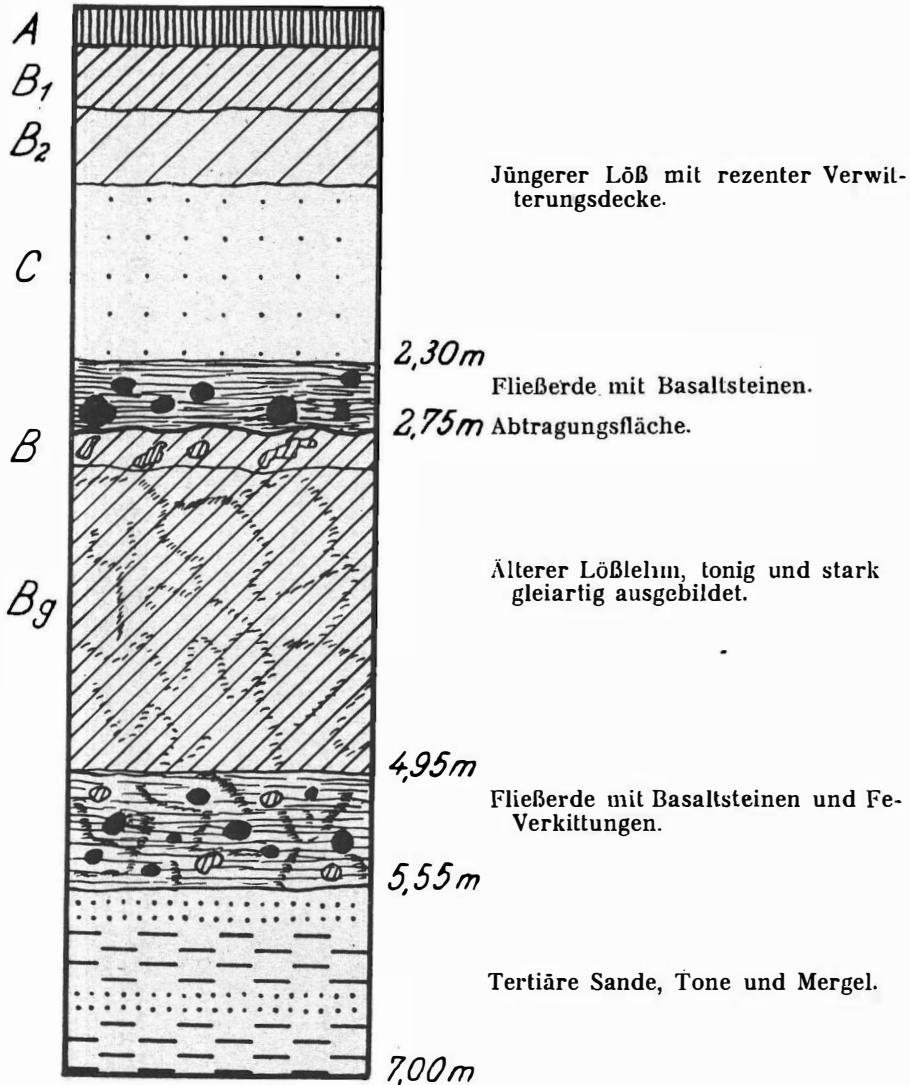 A
B1
B2
Jüngerer Löß mit rezenter Verwit-
terungsdecke.
C
2,30m
Fließerde mit Basaltsteinen.
2,75m Abtragungsfläche.
B
Älterer Lößlehm, tonig und stark
gleiartig ausgebildet.
Bg
4,95m
Fließerde mit Basaltsteinen und Fe-
Verkittungen.
5,55m
Tertiäre Sande, Tone und Mergel.
7,00m